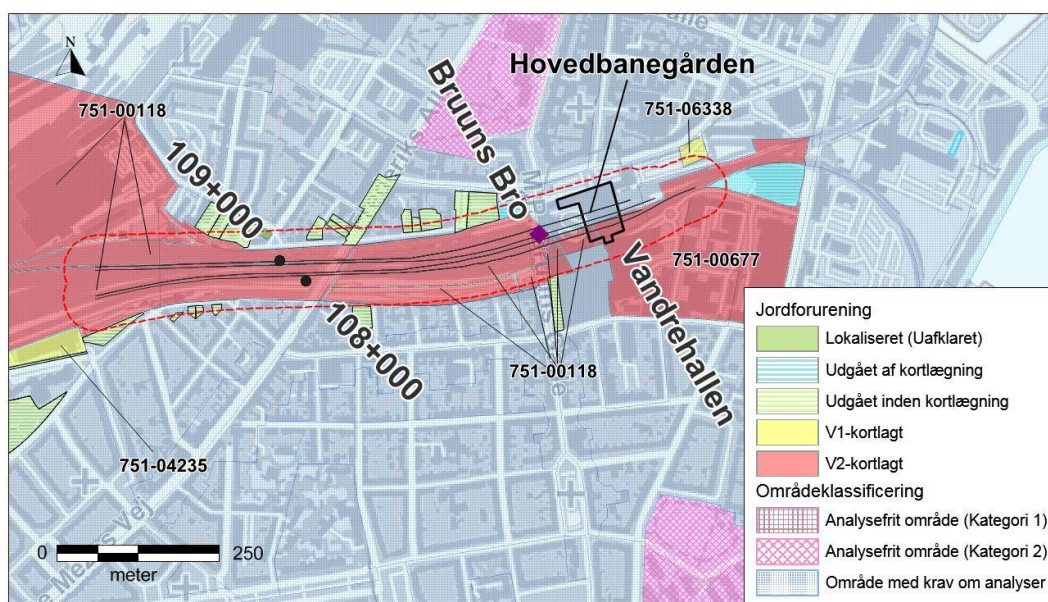 N
Hovedbanegården
751-06338
Bruuns Bro
751-00118
109+000
Vandrehallen
751-00677
108+000
751-00118
751-04235
0 250
meter
Jordforurening
Lokaliseret (Uafklaret)
Udgået af kortlægning
Udgået inden kortlægning
V1-kortlagt
V2-kortlagt
Områdeklassificering
Analysefrit område (Kategori 1)
Analysefrit område (Kategori 2)
Område med krav om analyser